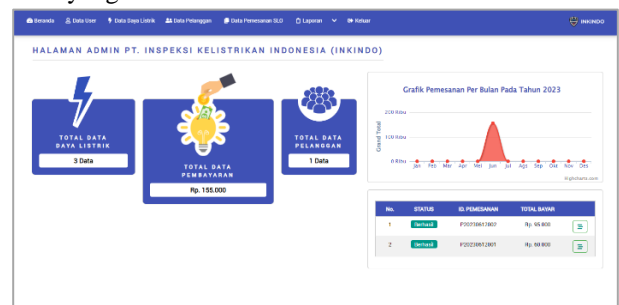 Beranda Data User Data Daya Listrik Data Pelanggan Data Pemesanan SLO Laporan Keluar INKINDO
HALAMAN ADMIN PT. INSPEKSI KELISTRIKAN INDONESIA (INKINDO)
TOTAL DATA
DAYA LISTRIK
3 Data
TOTAL DATA
PEMBAYARAN
Rp. 155.000
TOTAL DATA
PELANGGAN
1 Data
Grafik Pemesanan Per Bulan Pada Tahun 2023
Grand Total
200 Ribu
100 Ribu
0 Ribu
Jan Feb Mar Apr Mei Jun Jul Ags Sep Okt Nov Des
Highcharts.com
No. STATUS ID. PEMESANAN TOTAL BAYAR
1 Berhasil P20230612002 Rp. 95.000
2 Berhasil P20230612001 Rp. 60.000